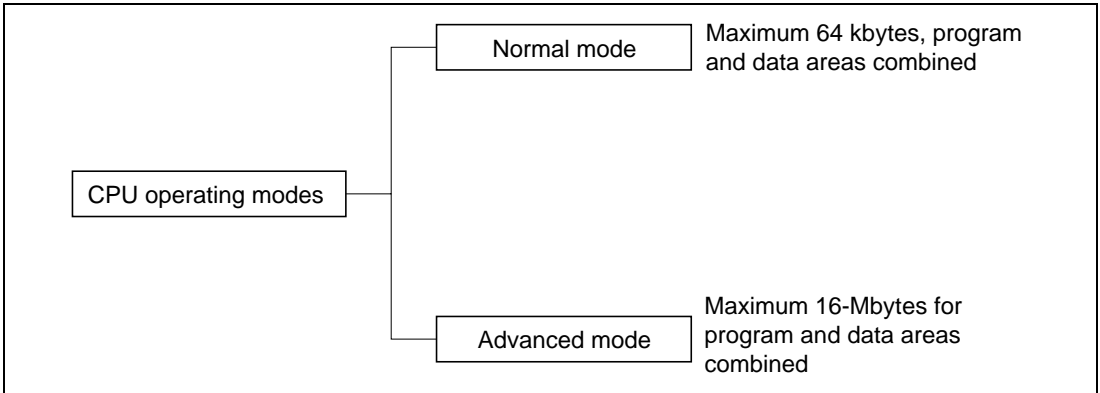 Normal mode
Maximum 64 kbytes, program
and data areas combined
CPU operating modes
Advanced mode
Maximum 16-Mbytes for
program and data areas
combined